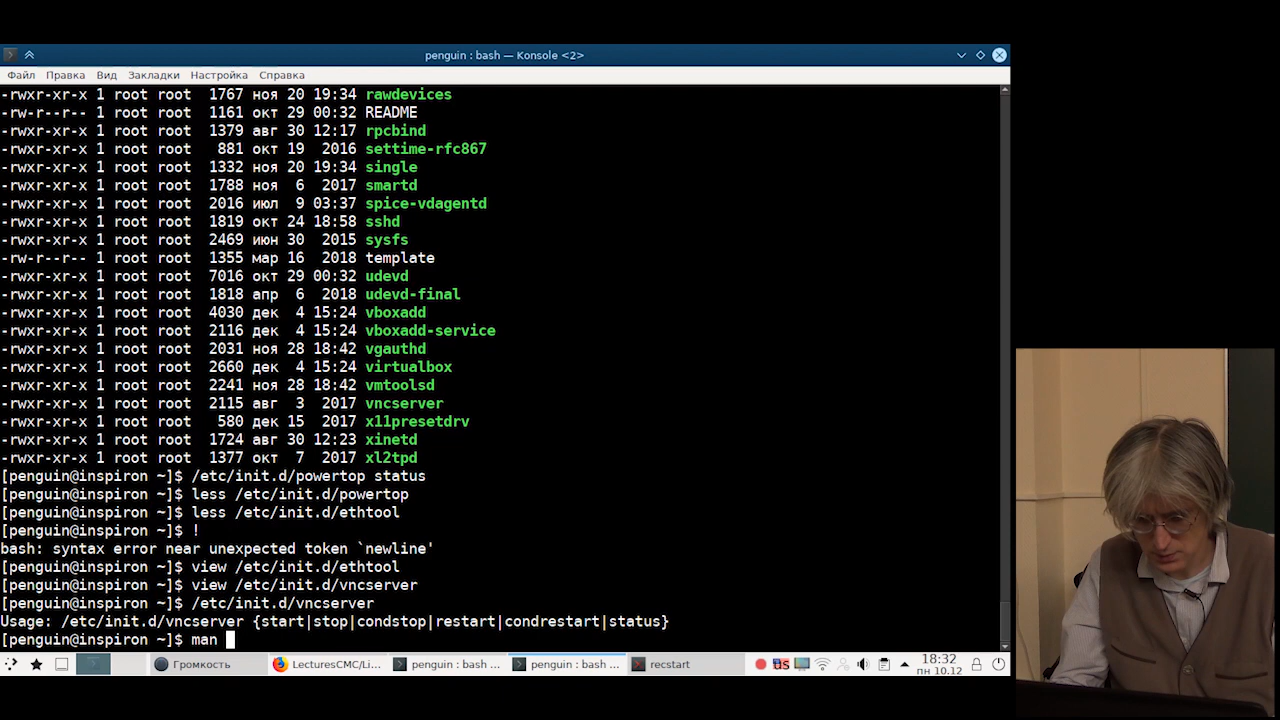 penguin : bash — Konsole <2>
Файл Правка Вид Закладки Настройка Справка
-rwxr-xr-x 1 root root 1767 ноя 20 19:34 rawdevices
-rw-r--r-- 1 root root 1161 окт 29 00:32 README
-rwxr-xr-x 1 root root 1379 авг 30 12:17 rpcbind
-rwxr-xr-x 1 root root 881 окт 19 2016 settime-rfc867
-rwxr-xr-x 1 root root 1332 ноя 20 19:34 single
-rwxr-xr-x 1 root root 1788 ноя 6 2017 smartd
-rwxr-xr-x 1 root root 2016 июл 9 03:37 spice-vdagentd
-rwxr-xr-x 1 root root 1819 окт 24 18:58 sshd
-rwxr-xr-x 1 root root 2469 июн 30 2015 sysfs
-rw-r--r-- 1 root root 1355 мар 16 2018 template
-rwxr-xr-x 1 root root 7016 окт 29 00:32 udevd
-rwxr-xr-x 1 root root 1818 апр 6 2018 udevd-final
-rwxr-xr-x 1 root root 4030 дек 4 15:24 vboxadd
-rwxr-xr-x 1 root root 2116 дек 4 15:24 vboxadd-service
-rwxr-xr-x 1 root root 2031 ноя 28 18:42 vgauthd
-rwxr-xr-x 1 root root 2660 дек 4 15:24 virtualbox
-rwxr-xr-x 1 root root 2241 ноя 28 18:42 vmtoolsd
-rwxr-xr-x 1 root root 2115 авг 3 2017 vncserver
-rwxr-xr-x 1 root root 580 дек 15 2017 x11presetdrv
-rwxr-xr-x 1 root root 1724 авг 30 12:23 xinetd
-rwxr-xr-x 1 root root 1377 окт 7 2017 xl2tpd
[penguin@inspiron ~]$ /etc/init.d/powertop status
[penguin@inspiron ~]$ less /etc/init.d/powertop
[penguin@inspiron ~]$ less /etc/init.d/ethtool
[penguin@inspiron ~]$ !
bash: syntax error near unexpected token `newline'
[penguin@inspiron ~]$ view /etc/init.d/ethtool
[penguin@inspiron ~]$ view /etc/init.d/vncserver
[penguin@inspiron ~]$ /etc/init.d/vncserver
Usage: /etc/init.d/vncserver {start|stop|condstop|restart|condrestart|status}
[penguin@inspiron ~]$ man
Громкость LecturesCMC/Li... penguin : bash ... penguin : bash ... recstart US 18:32
пн 10.12